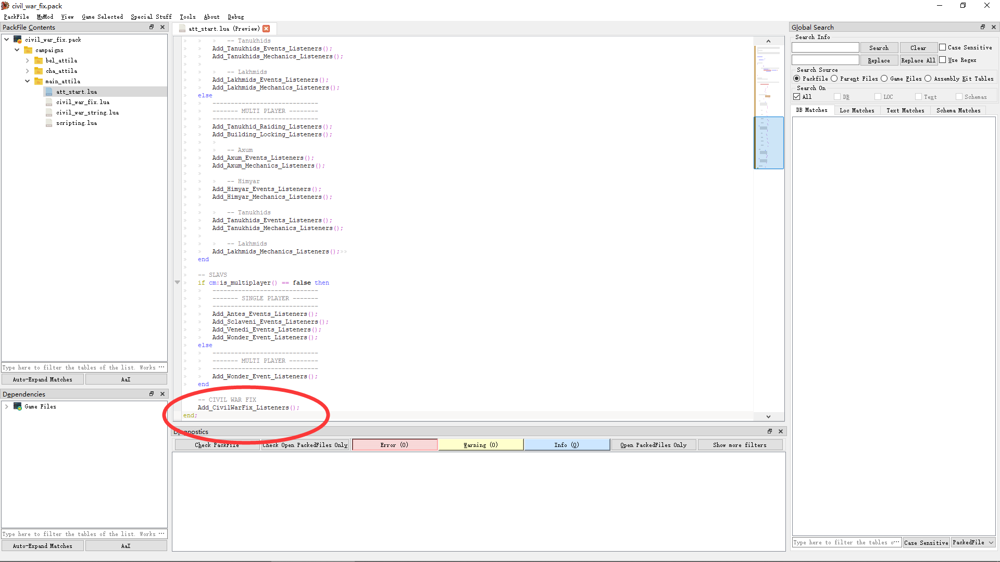 civil_war_fix.pack
PackFile MyMod View Game Selected Special Stuff Tools About Debug
PackFile Contents
civil_war_fix.pack
campaigns
bel_attila
cha_attila
main_attila
att_start.lua
civil_war_fix.lua
civil_war_string.lua
scripting.lua
Type here to filter the tables of the list. Works ···
Auto-Expand Matches AaI
Dependencies
Game Files
Type here to filter the tables of the list. Works ···
Auto-Expand Matches AaI
att_start.lua (Preview)
-- Tanukhids
Add_Tanukhids_Events_Listeners();
Add_Tanukhids_Mechanics_Listeners();
-- Lakhmids
Add_Lakhmids_Events_Listeners();
Add_Lakhmids_Mechanics_Listeners();
else
-----------------------------
------- MULTI PLAYER --------
-----------------------------
Add_Tanukhid_Raiding_Listeners();
Add_Building_Locking_Listeners();
-- Axum
Add_Axum_Events_Listeners();
Add_Axum_Mechanics_Listeners();
-- Himyar
Add_Himyar_Events_Listeners();
Add_Himyar_Mechanics_Listeners();
-- Tanukhids
Add_Tanukhids_Events_Listeners();
Add_Tanukhids_Mechanics_Listeners();
-- Lakhmids
Add_Lakhmids_Mechanics_Listeners();
end
-- SLAVS
if cm:is_multiplayer() == false then
-----------------------------
------- SINGLE PLAYER -------
-----------------------------
Add_Antes_Events_Listeners();
Add_Sclaveni_Events_Listeners();
Add_Venedi_Events_Listeners();
Add_Wonder_Event_Listeners();
else
-----------------------------
------- MULTI PLAYER --------
-----------------------------
Add_Wonder_Event_Listeners();
end
-- CIVIL WAR FIX
Add_CivilWarFix_Listeners();
end;
Diagnostics
Check PackFile Check Open PackedFiles Only Error (0) Warning (0) Info (0) Open PackedFiles Only Show more filters
Global Search
Search Info
Search Clear Case Sensitive
Replace Replace All Use Regex
Search Source
Packfile Parent Files Game Files Assembly Kit Tables
Search On
All DB LOC Text Schemas
DB Matches Loc Matches Text Matches Schema Matches
Type here to filter the tables o··· Case Sensitive PackedFile